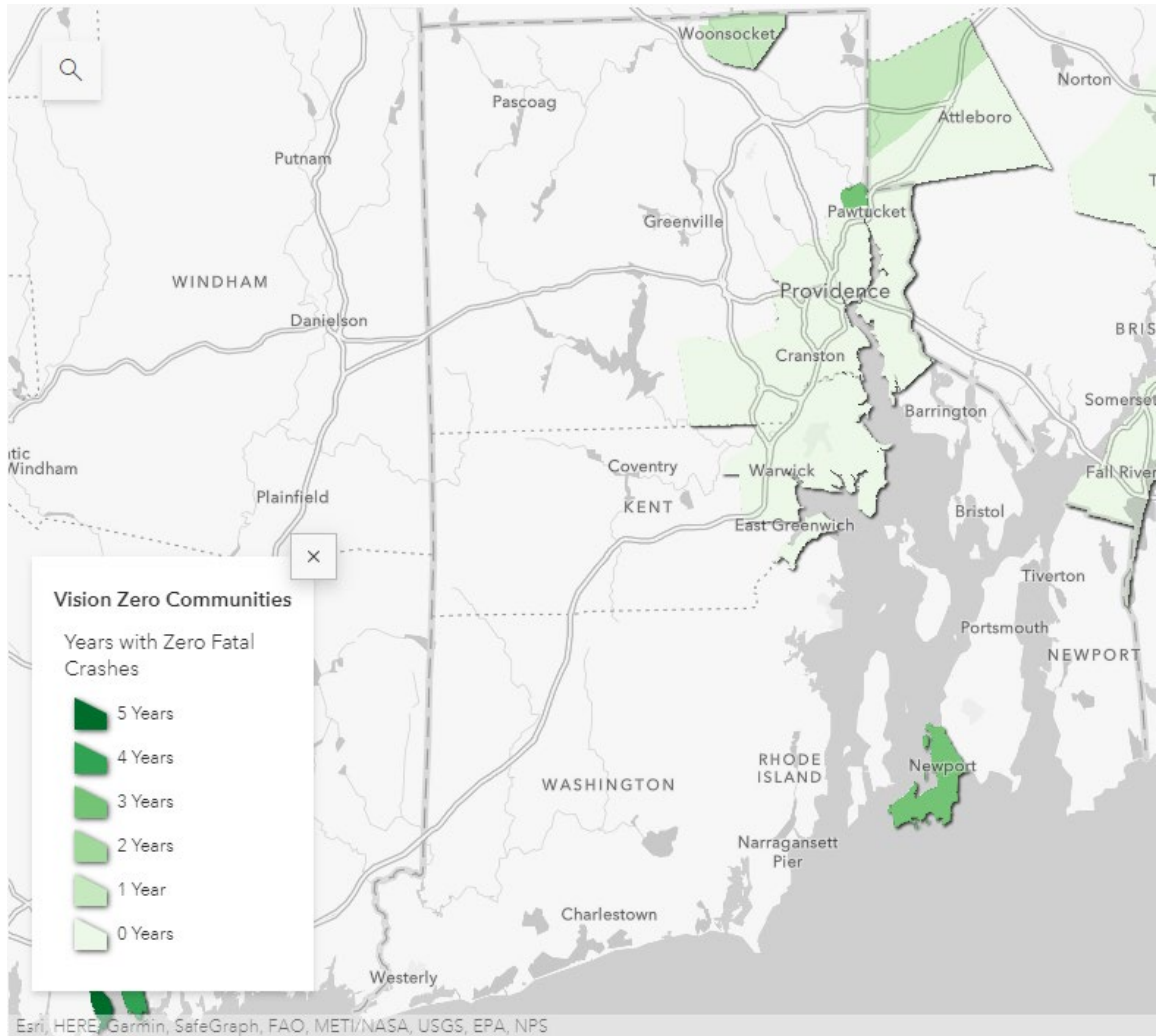 Woonsocket
Norton
Pascoag
Attleboro
Putnam
T
Pawtucket
Greenville
WINDHAM
Providence
Danielson
BRIS
Cranston
Somerset
Barrington
ntic
Windham
Coventry
Warwick
Fall River
Plainfield
KENT
Bristol
East Greenwich
Tiverton
Vision Zero Communities
Years with Zero Fatal
Crashes
5 Years
4 Years
3 Years
2 Years
1 Year
0 Years
Portsmouth
NEWPORT
RHODE
ISLAND
Newport
WASHINGTON
Narragansett
Pier
Charlestown
Westerly
Esri, HERE, Garmin, SafeGraph, FAO, METI/NASA, USGS, EPA, NPS